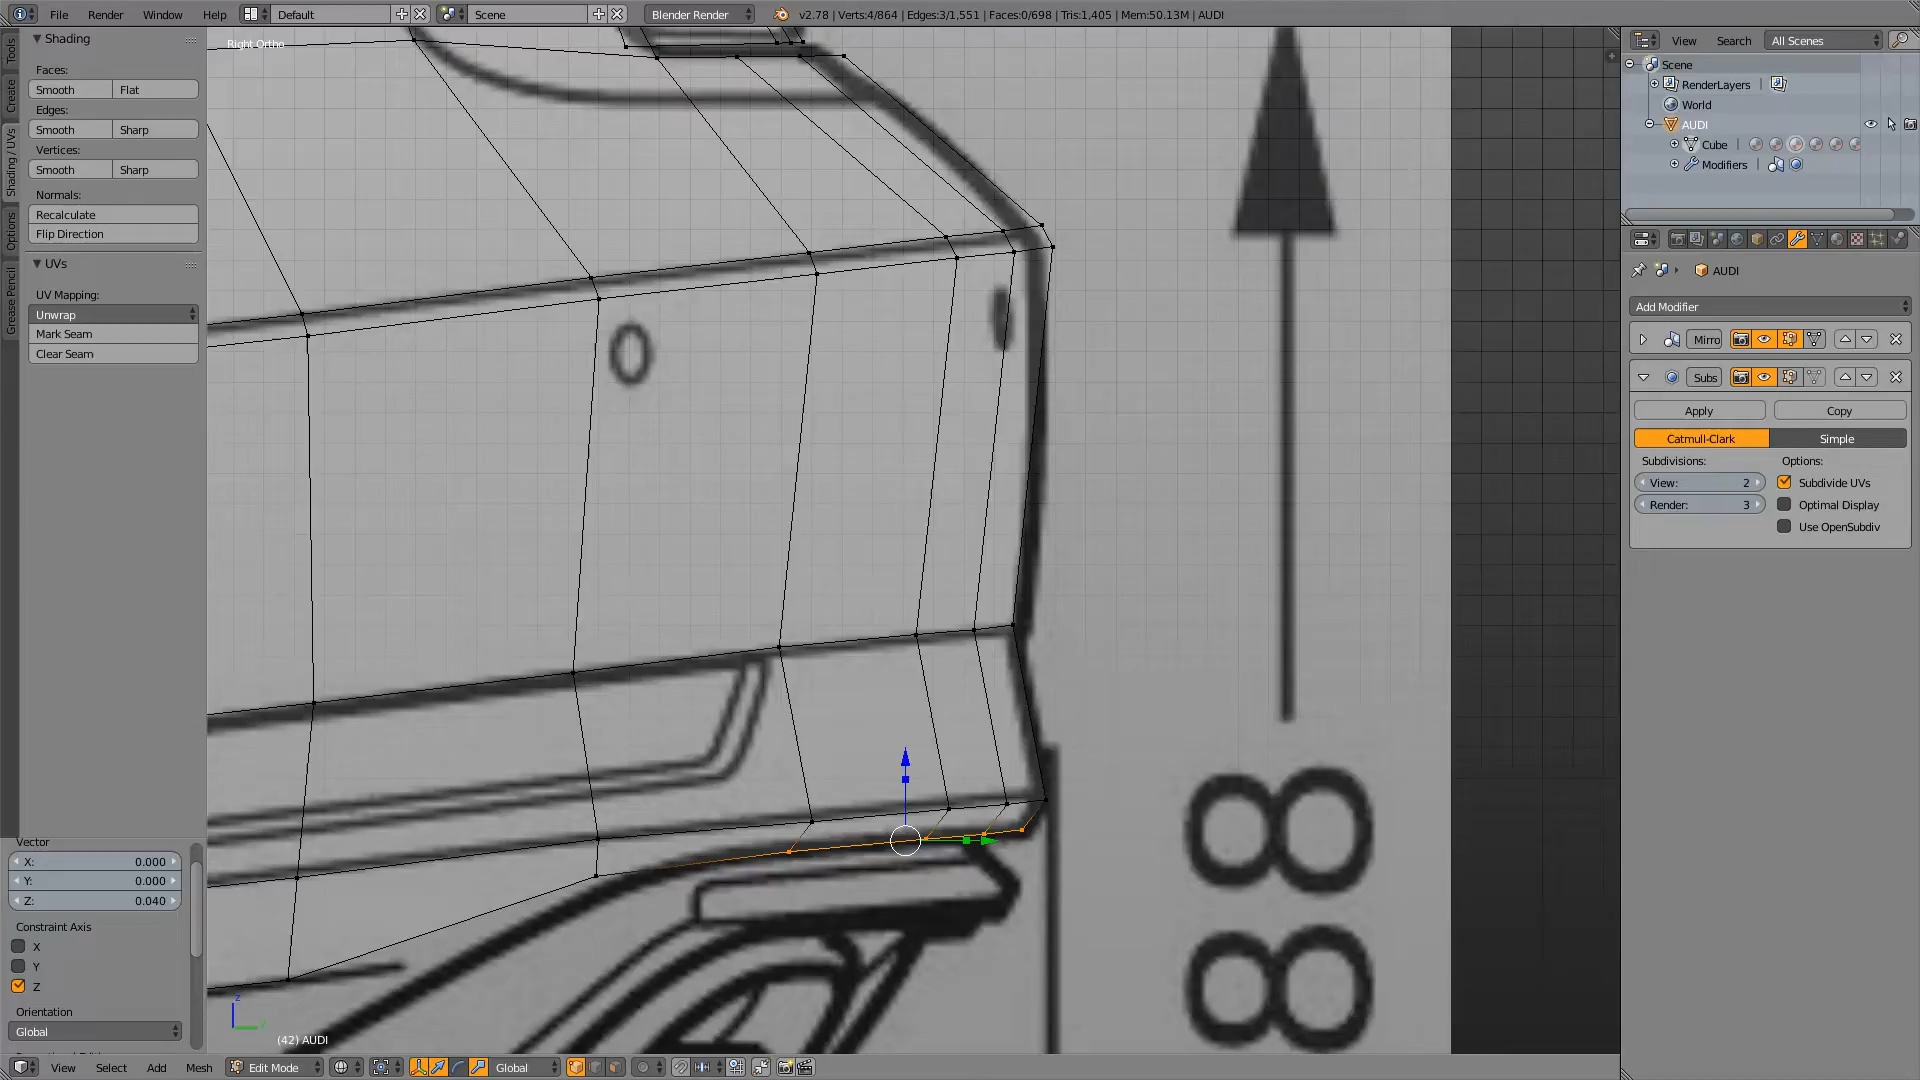 File Render Window Help Default Scene Blender Render v2.78 | Verts:4/864 | Edges:3/1,551 | Faces:0/698 | Tris:1,405 | Mem:50.13M | AUDI
Right Ortho
Tools
Create
Shading / UVs
Options
Grease Pencil
Shading
Faces:
Smooth Flat
Edges:
Smooth Sharp
Vertices:
Smooth Sharp
Normals:
Recalculate
Flip Direction
UVs
UV Mapping:
Unwrap
Mark Seam
Clear Seam
Vector
X: 0.000
Y: 0.000
Z: 0.040
Constraint Axis
X
Y
Z
Orientation
Global
88
88
z
(42) AUDI
View Select Add Mesh Edit Mode Global
View Search All Scenes
Scene
RenderLayers
World
AUDI
Cube
Modifiers
AUDI
Add Modifier
Mirro
Subs
Apply Copy
Catmull-Clark Simple
Subdivisions: Options:
View: 2 Subdivide UVs
Render: 3 Optimal Display
Use OpenSubdiv